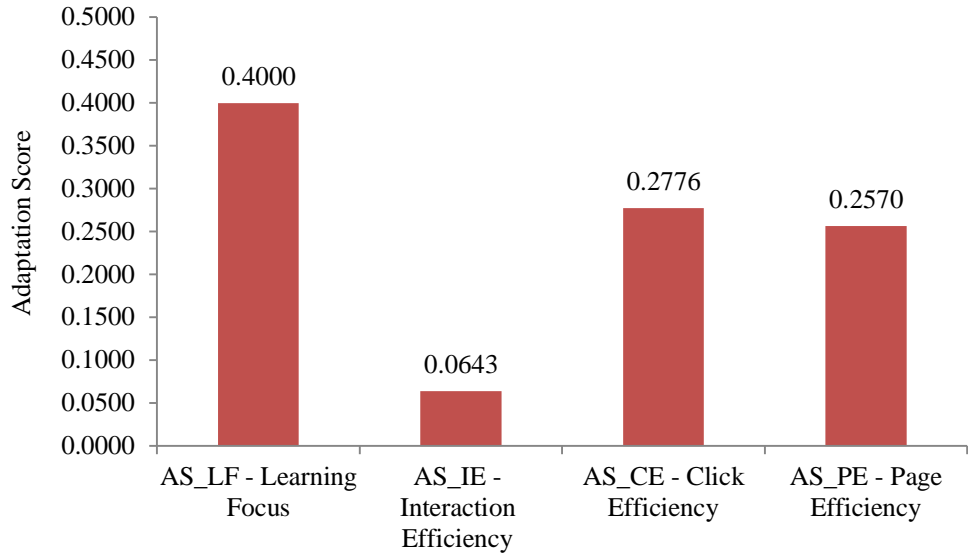 0.5000
0.4500
0.4000
0.3500
0.3000
0.2500
0.2000
0.1500
0.1000
0.0500
0.0000
Adaptation Score
0.4000
0.0643
0.2776
0.2570
AS_LF - Learning
Focus
AS_IE -
Interaction
Efficiency
AS_CE - Click
Efficiency
AS_PE - Page
Efficiency